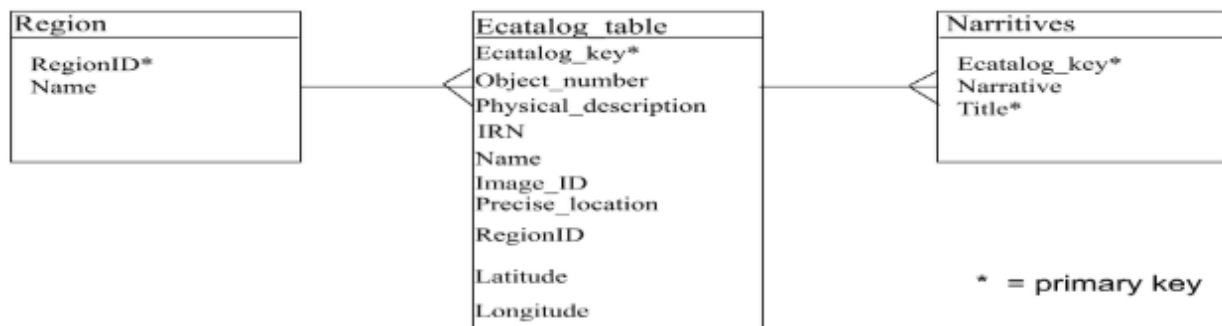 Region
RegionID*
Name
Ecatalog_table
Ecatalog_key*
Object_number
Physical_description
IRN
Name
Image_ID
Precise_location
RegionID
Latitude
Longitude
Narritives
Ecatalog_key*
Narrative
Title*
* = primary key